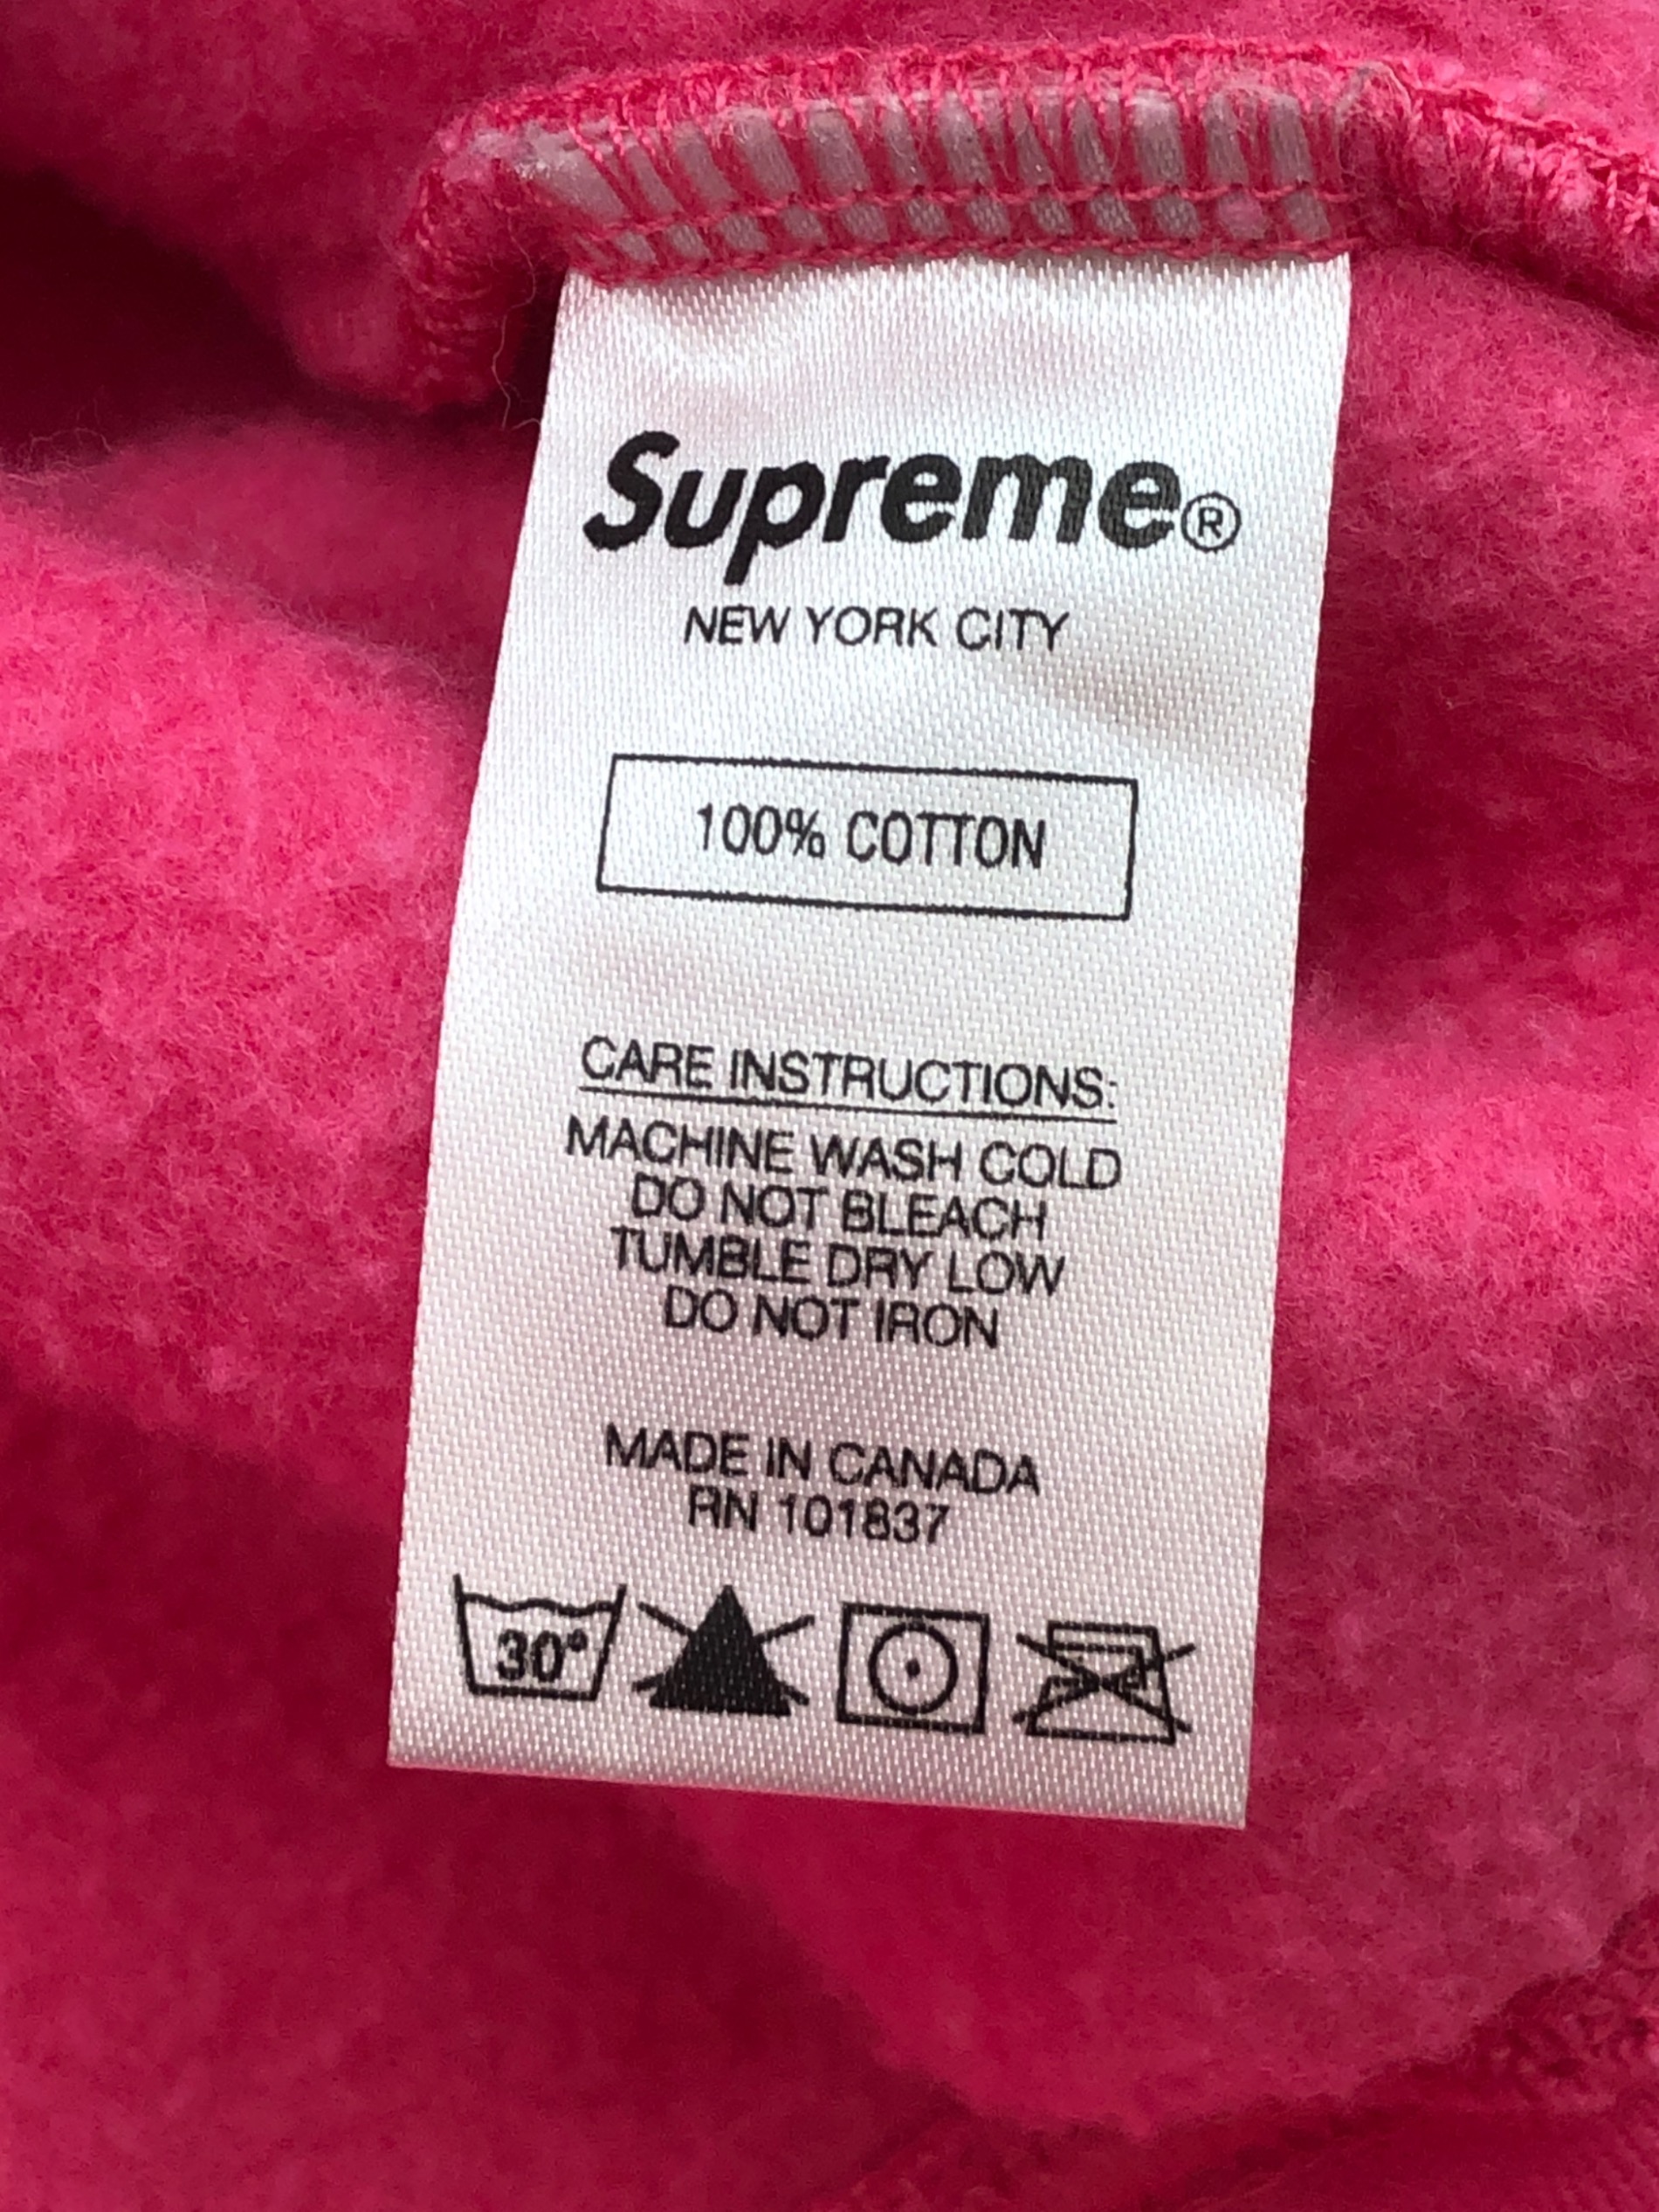 Supreme®
NEW YORK CITY
100% COTTON
CARE INSTRUCTIONS:
MACHINE WASH COLD
DO NOT BLEACH
TUMBLE DRY LOW
DO NOT IRON
MADE IN CANADA
RN 101837
30°